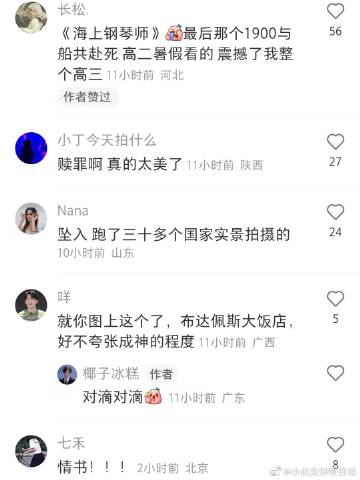 长松.
《海上钢琴师》最后那个1900与
船共赴死 高二暑假看的 震撼了我整
个高三 11小时前 河北
56
作者赞过
小丁今天拍什么
赎罪啊 真的太美了 11小时前 陕西
27
Nana
坠入 跑了三十多个国家实景拍摄的
10小时前 山东
24
咩
就你图上这个了，布达佩斯大饭店，
好不夸张成神的程度 11小时前 广西
5
椰子冰糕 作者
对滴对滴 11小时前 广东
七禾
情书！！！ 2小时前 北京
8